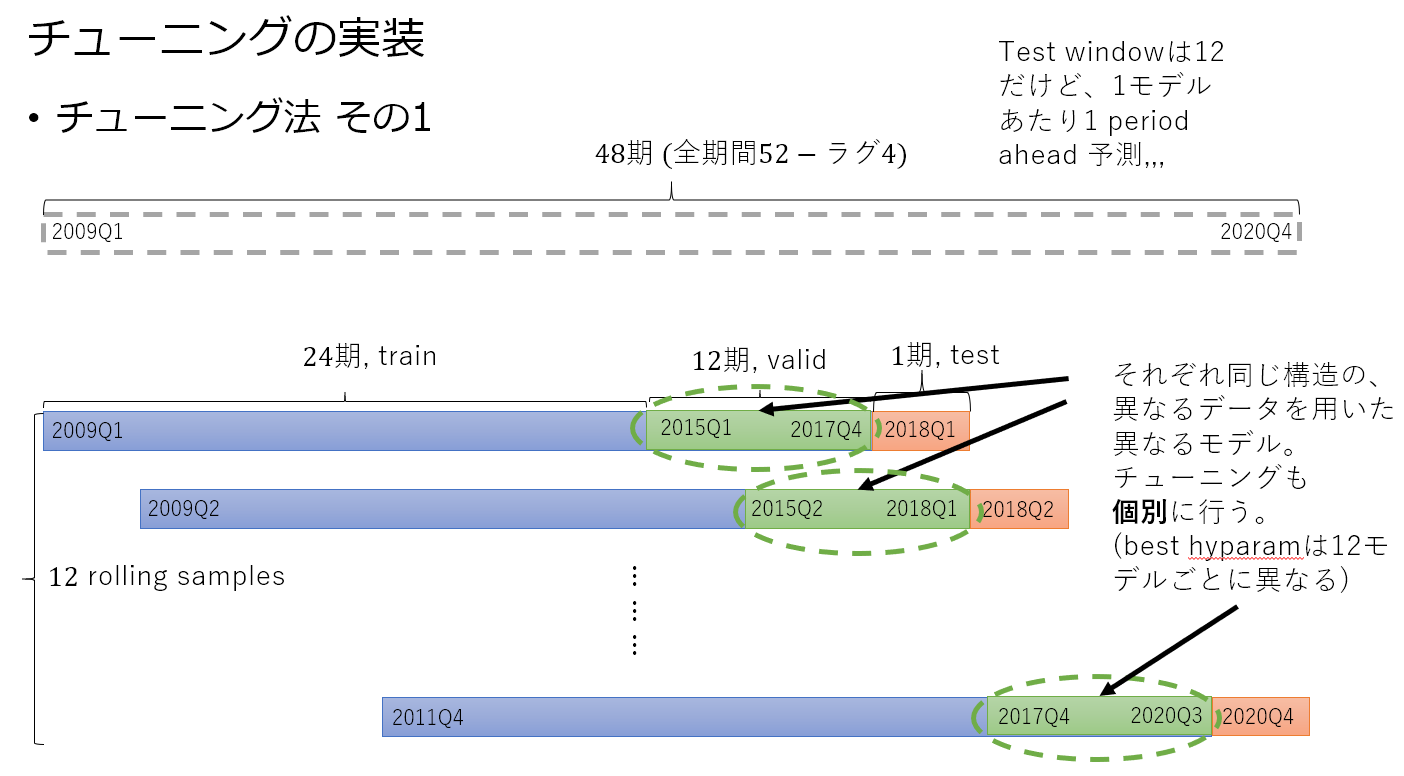 チューニングの実装
・チューニング法 その1
Test windowは12
だけど、1モデル
あたり1 period
ahead 予測,,,
48期 (全期間52 − ラグ4)
2009Q1
2020Q4
24期, train
12期, valid
1期, test
2009Q1
2015Q1
2017Q4
2018Q1
2009Q2
2015Q2
2018Q1
2018Q2
12 rolling samples
2011Q4
2017Q4
2020Q3
2020Q4
それぞれ同じ構造の、
異なるデータを用いた
異なるモデル。
チューニングも
個別に行う。
(best hyparamは12モ
デルごとに異なる)